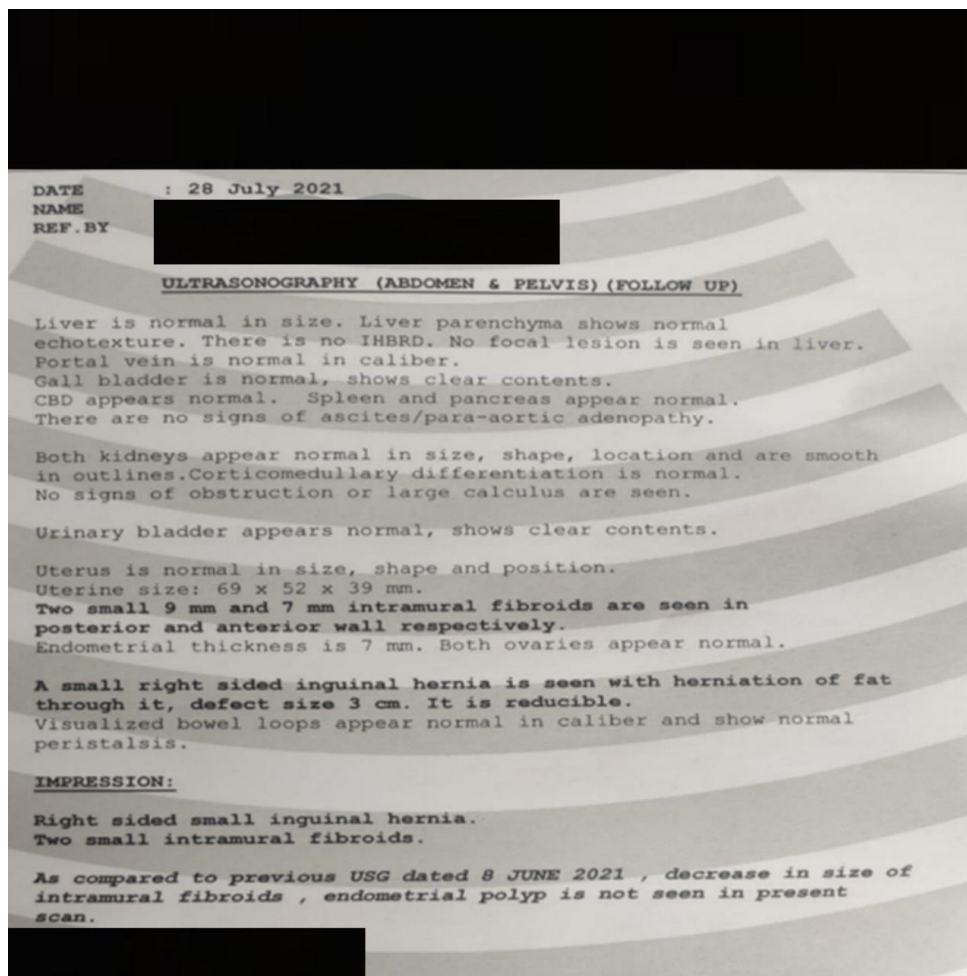 DATE : 28 July 2021
NAME
REF.BY
ULTRASONOGRAPHY (ABDOMEN & PELVIS)(FOLLOW UP)
Liver is normal in size. Liver parenchyma shows normal
echotexture. There is no IHBRD. No focal lesion is seen in liver.
Portal vein is normal in caliber.
Gall bladder is normal, shows clear contents.
CBD appears normal. Spleen and pancreas appear normal.
There are no signs of ascites/para-aortic adenopathy.
Both kidneys appear normal in size, shape, location and are smooth
in outlines.Corticomedullary differentiation is normal.
No signs of obstruction or large calculus are seen.
Urinary bladder appears normal, shows clear contents.
Uterus is normal in size, shape and position.
Uterine size: 69 x 52 x 39 mm.
Two small 9 mm and 7 mm intramural fibroids are seen in
posterior and anterior wall respectively.
Endometrial thickness is 7 mm. Both ovaries appear normal.
A small right sided inguinal hernia is seen with herniation of fat
through it, defect size 3 cm. It is reducible.
Visualized bowel loops appear normal in caliber and show normal
peristalsis.
IMPRESSION:
Right sided small inguinal hernia.
Two small intramural fibroids.
As compared to previous USG dated 8 JUNE 2021 , decrease in size of
intramural fibroids , endometrial polyp is not seen in present
scan.